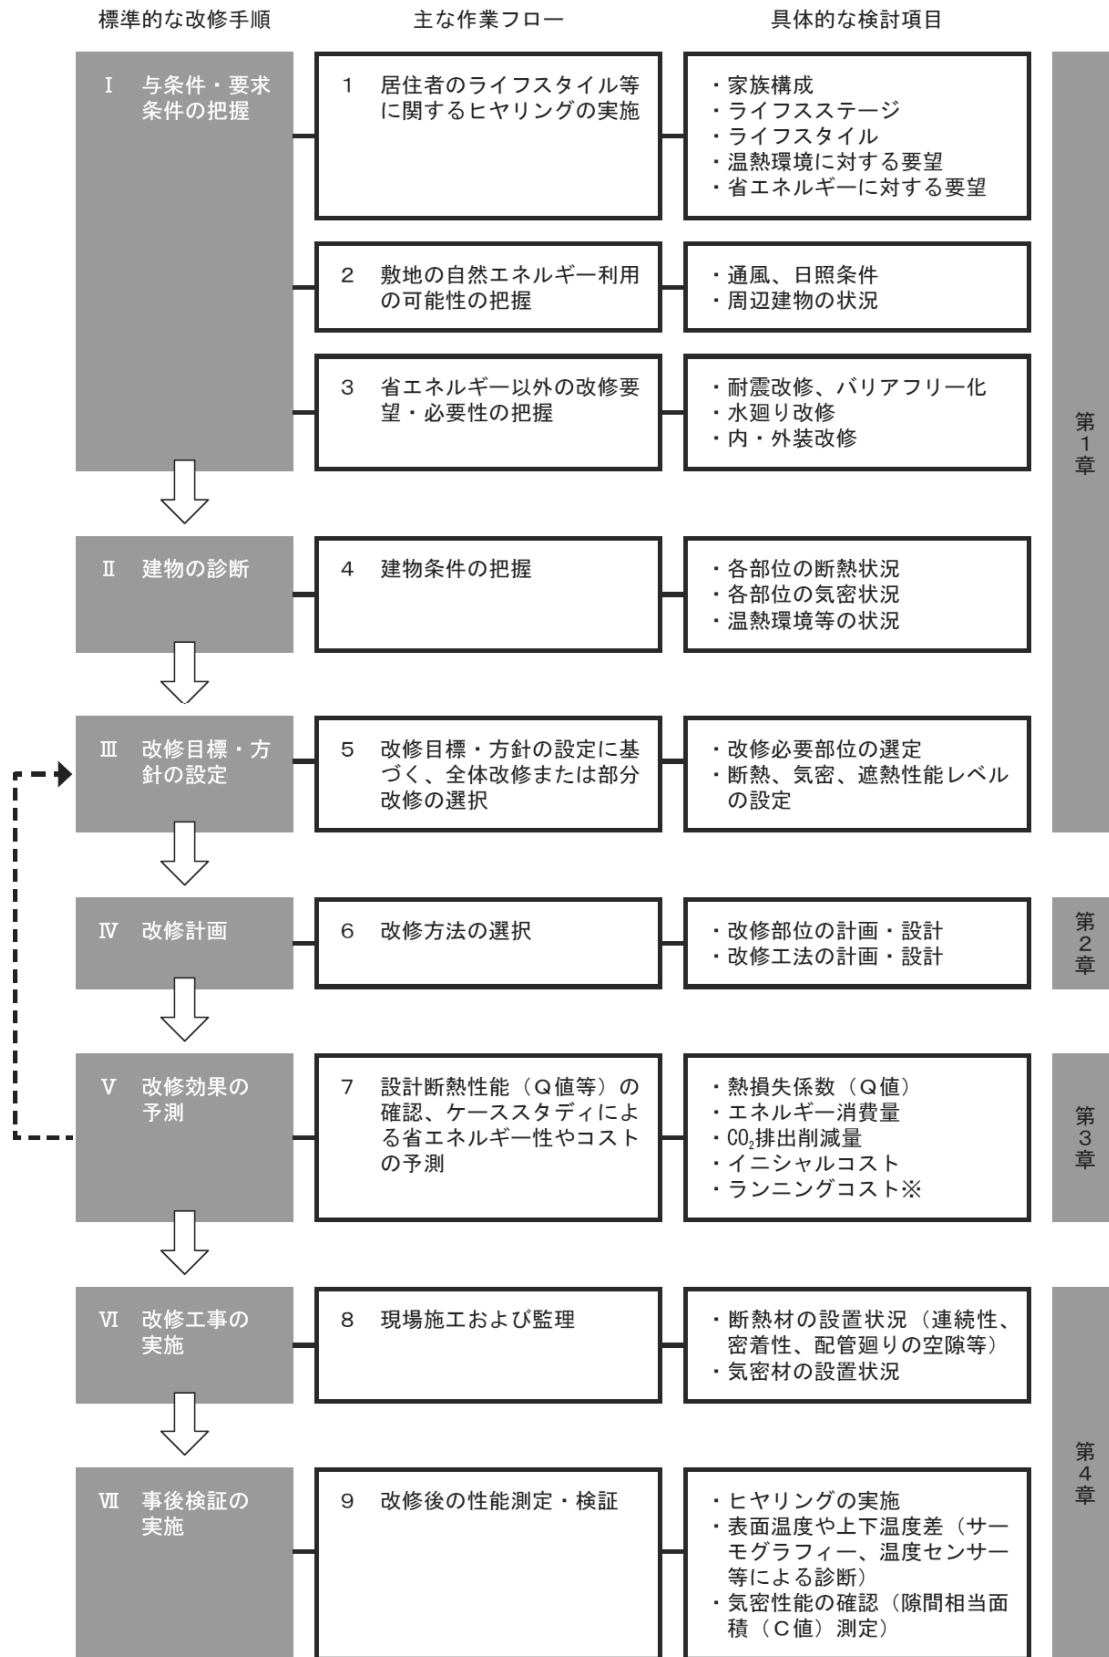 標準的な改修手順
主な作業フロー
具体的な検討項目
Ⅰ 与条件・要求
条件の把握
1 居住者のライフスタイル等
に関するヒヤリングの実施
・家族構成
・ライフスステージ
・ライフスタイル
・温熱環境に対する要望
・省エネルギーに対する要望
2 敷地の自然エネルギー利用
の可能性の把握
・通風、日照条件
・周辺建物の状況
3 省エネルギー以外の改修要
望・必要性の把握
・耐震改修、バリアフリー化
・水廻り改修
・内・外装改修
第1章
Ⅱ 建物の診断
4 建物条件の把握
・各部位の断熱状況
・各部位の気密状況
・温熱環境等の状況
Ⅲ 改修目標・方
針の設定
5 改修目標・方針の設定に基
づく、全体改修または部分
改修の選択
・改修必要部位の選定
・断熱、気密、遮熱性能レベル
の設定
Ⅳ 改修計画
6 改修方法の選択
・改修部位の計画・設計
・改修工法の計画・設計
第2章
Ⅴ 改修効果の
予測
7 設計断熱性能（Q値等）の
確認、ケーススタディによ
る省エネルギー性やコスト
の予測
・熱損失係数（Q値）
・エネルギー消費量
・CO₂排出削減量
・イニシャルコスト
・ランニングコスト※
第3章
Ⅵ 改修工事の
実施
8 現場施工および監理
・断熱材の設置状況（連続性、
密着性、配管廻りの空隙等）
・気密材の設置状況
第4章
Ⅶ 事後検証の
実施
9 改修後の性能測定・検証
・ヒヤリングの実施
・表面温度や上下温度差（サー
モグラフィー、温度センサー
等による診断）
・気密性能の確認（隙間相当面
積（C値）測定）